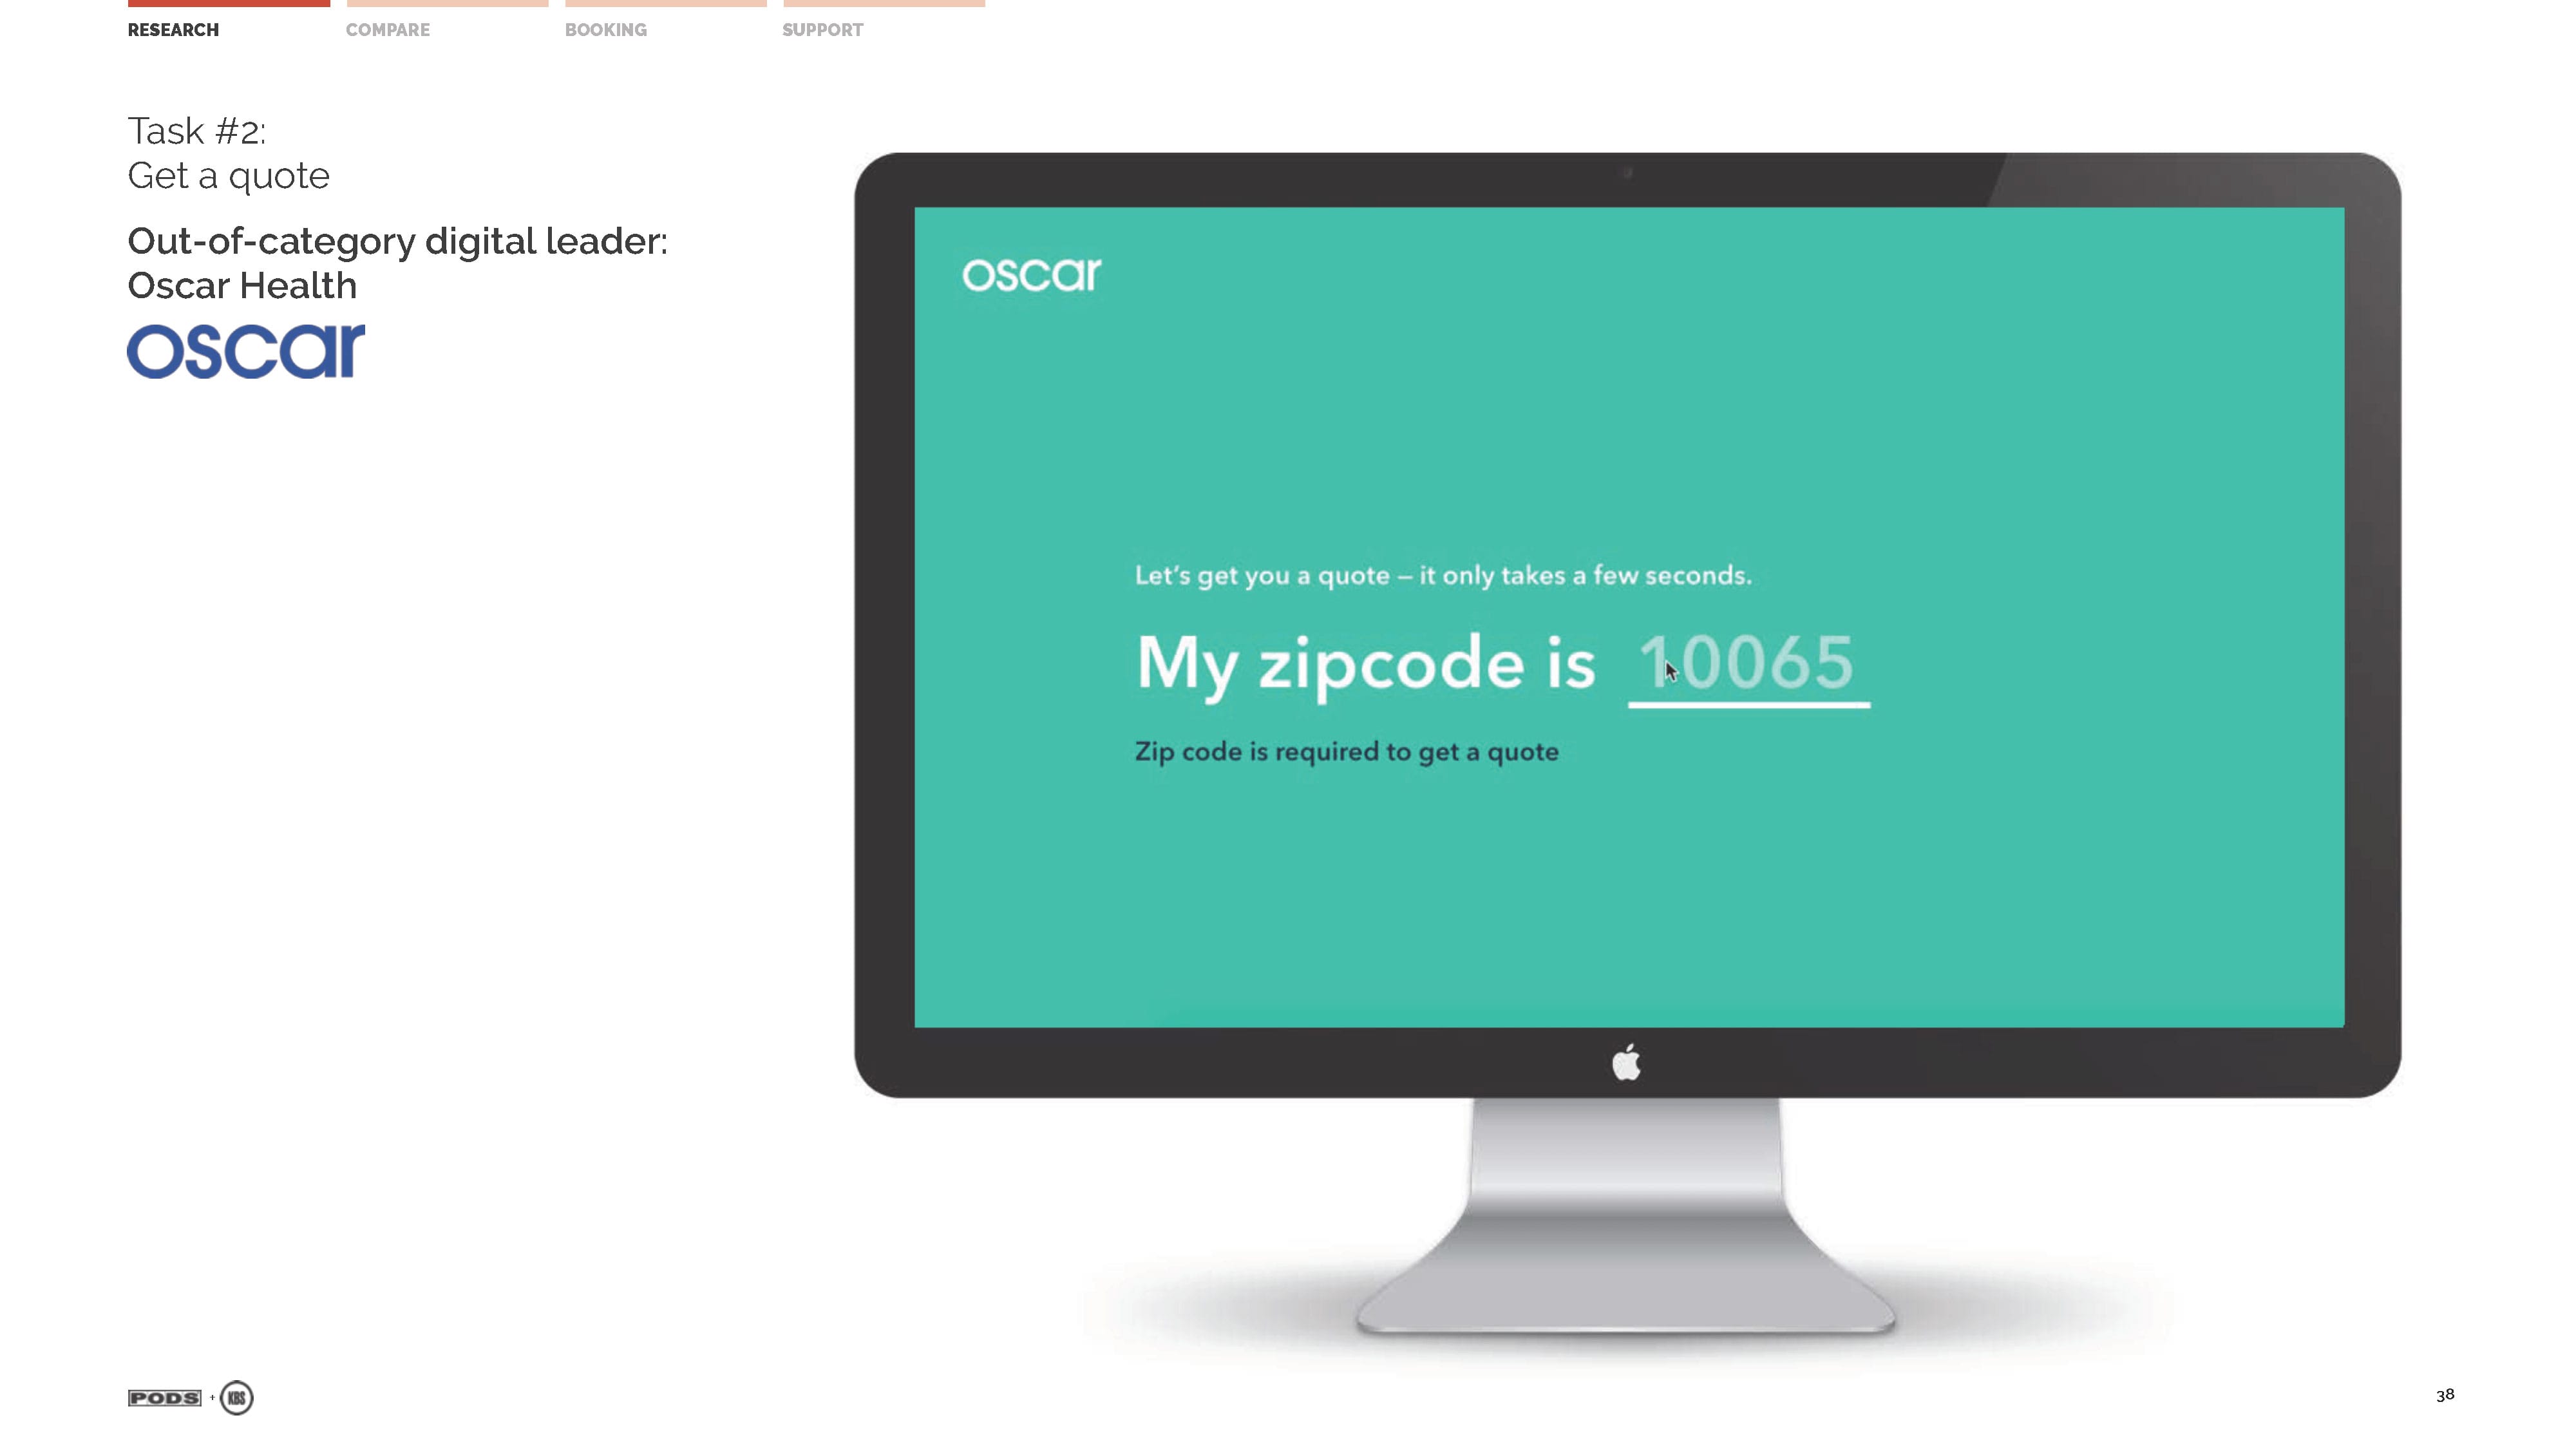 RESEARCH
COMPARE
BOOKING
SUPPORT
Task #2:
Get a quote
Out-of-category digital leader:
Oscar Health
oscar
oscar
Let's get you a quote – it only takes a few seconds.
My zipcode is 10065
Zip code is required to get a quote
PODS + KBS
38